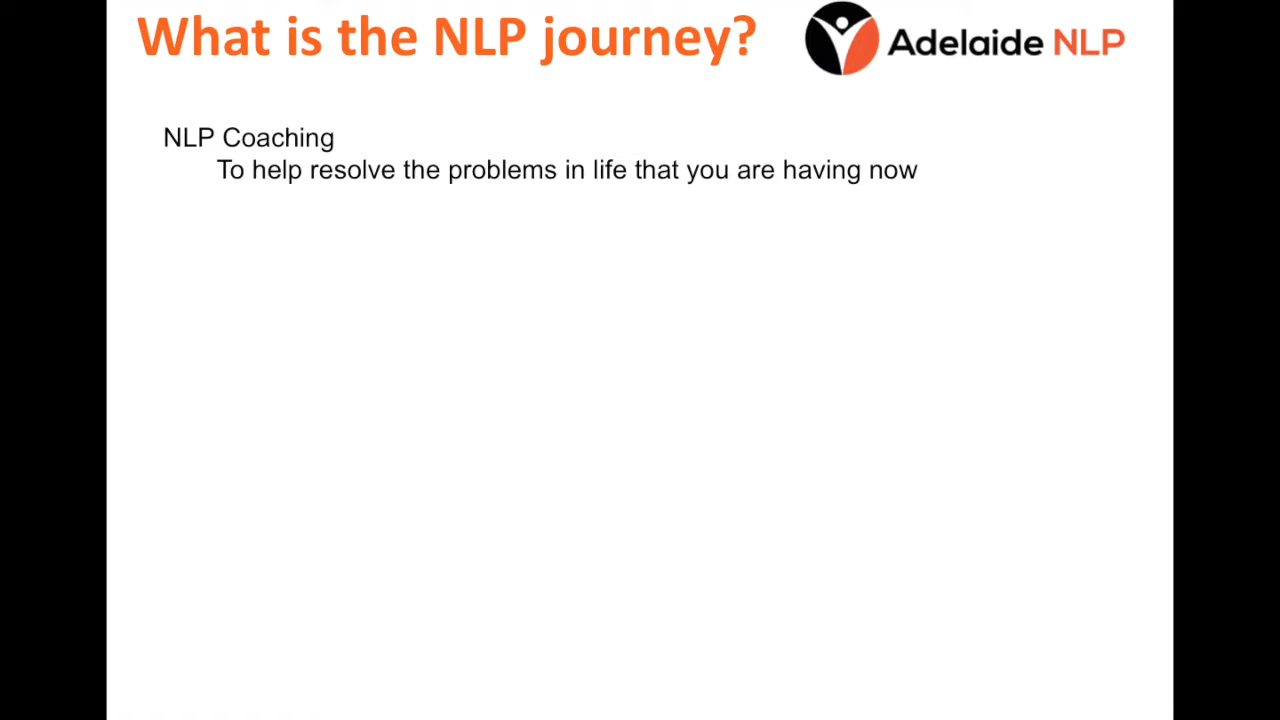 What is the NLP journey?
Adelaide NLP
NLP Coaching
To help resolve the problems in life that you are having now